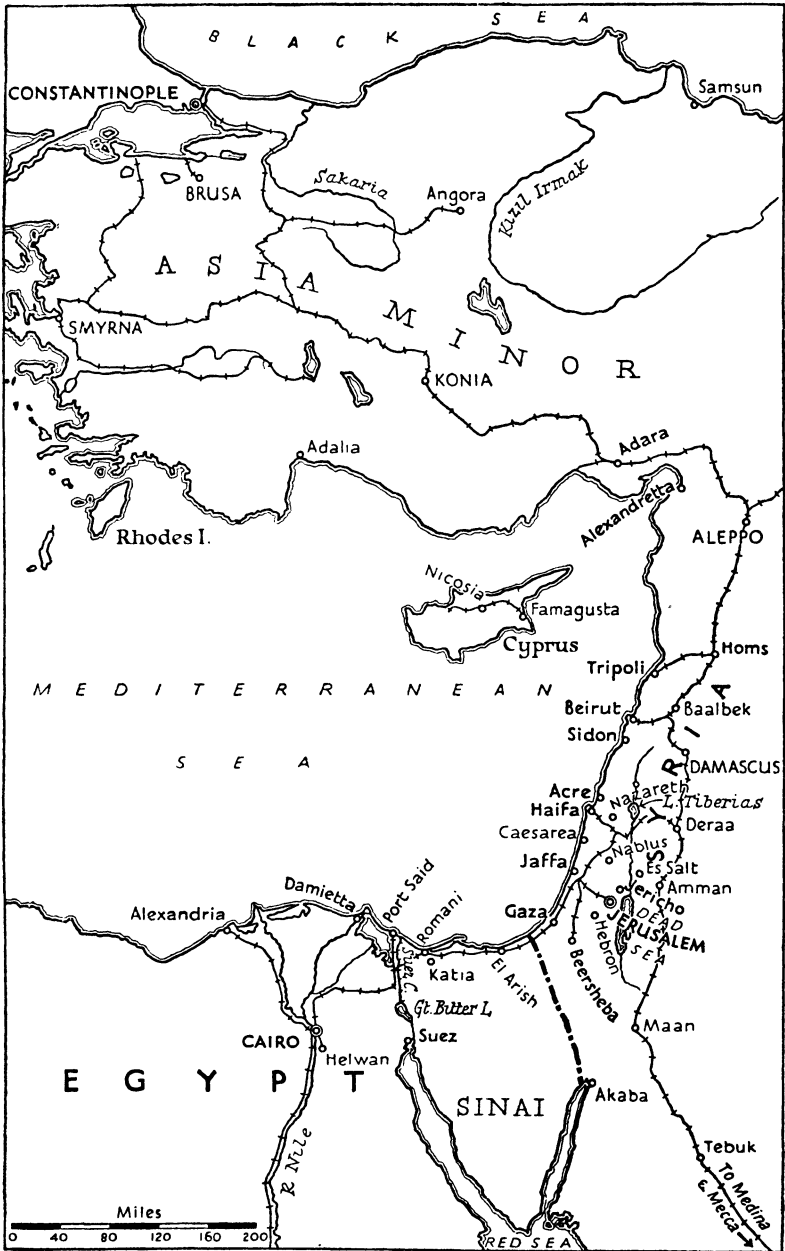 BLACK SEA
CONSTANTINOPLE
Samsun
BRUSA
Sakaria
Angora
Kizil Irmak
ASIA MINOR
SMYRNA
KONIA
Adalia
Adara
Alexandretta
Rhodes I.
ALEPPO
Nicosia
Famagusta
Cyprus
Homs
Tripoli
MEDITERRANEAN
SEA
Beirut
Baalbek
Sidon
SYRIA
DAMASCUS
Acre
Nazareth
L. Tiberias
Haifa
Caesarea
Deraa
Nablus
Jaffa
Es Salt
Jericho
Amman
Damietta
Port Said
Alexandria
Romani
Gaza
JERUSALEM
DEAD
SEA
Hebron
Beersheba
Suez C.
Katia
El Arish
Gt. Bitter L
CAIRO
Suez
Maan
Helwan
EGYPT
SINAI
Akaba
R. Nile
Tebuk
To Medina
& Mecca
Miles
0 40 80 120 160 200
RED SEA